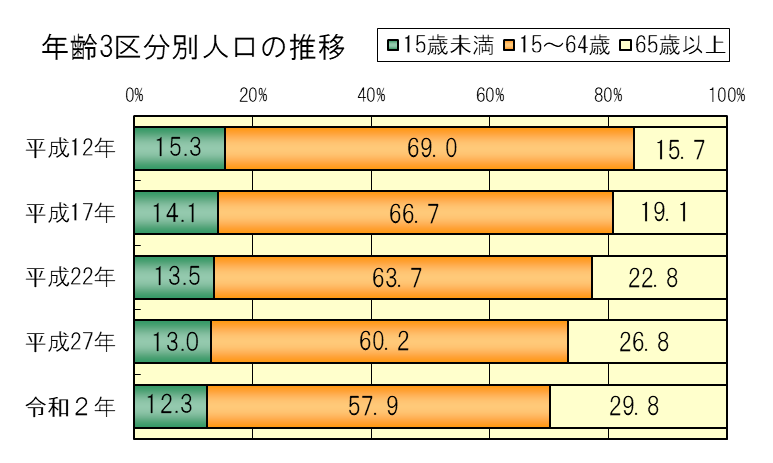 年齢3区分別人口の推移
15歳未満 15～64歳 65歳以上
0% 20% 40% 60% 80% 100%
平成12年 15.3 69.0 15.7
平成17年 14.1 66.7 19.1
平成22年 13.5 63.7 22.8
平成27年 13.0 60.2 26.8
令和２年 12.3 57.9 29.8